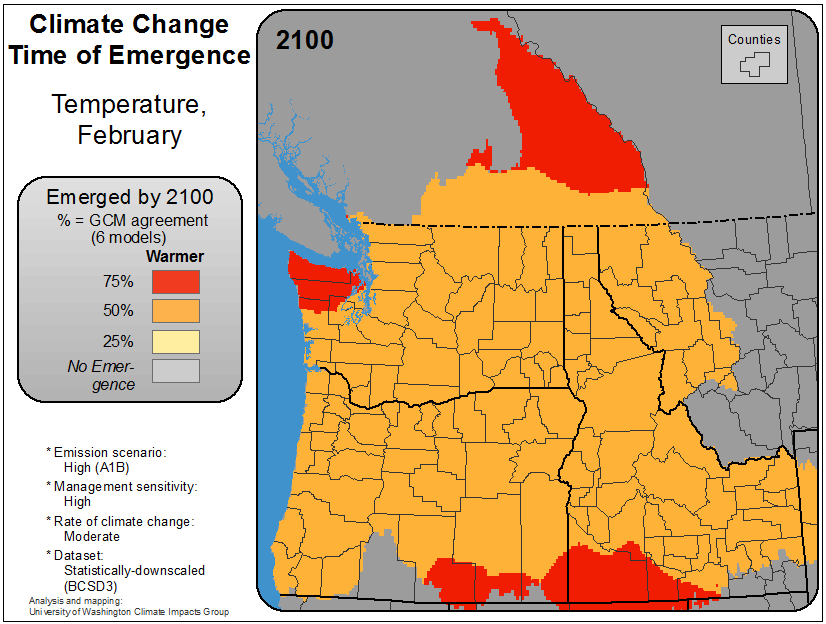 Climate Change
Time of Emergence
Temperature,
February
Emerged by 2100
% = GCM agreement
(6 models)
Warmer
75%
50%
25%
No Emer-
gence
* Emission scenario:
High (A1B)
* Management sensitivity:
High
* Rate of climate change:
Moderate
* Dataset:
Statistically-downscaled
(BCSD3)
Analysis and mapping:
University of Washington Climate Impacts Group
2100
Counties